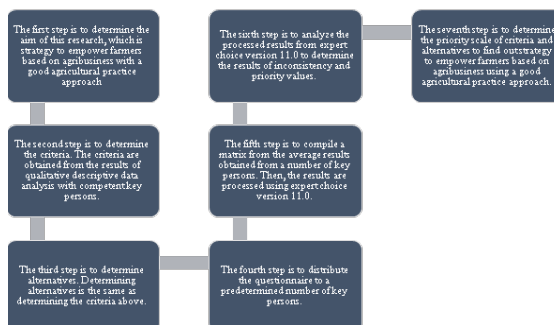 The first step is to determine the
aim of this research, which is
strategy to empower farmers
based on agribusiness with a
good agricultural practice
approach
The second step is to determine
the criteria. The criteria are
obtained from the results of
qualitative descriptive data
analysis with competent key
persons.
The third step is to determine
alternatives. Determining
alternatives is the same as
determining the criteria above.
The fourth step is to distribute
the questionnaire to a
predetermined number of key
persons.
The fifth step is to compile a
matrix from the average results
obtained from a number of key
persons. Then, the results are
processed using expert choice
version 11.0.
The sixth step is to analyze the
processed results from expert
choice version 11.0 to determine
the results of inconsistency and
priority values.
The seventh step is to determine
the priority scale of criteria and
alternatives to find outstrategy
to empower farmers based on
agribusiness using a good
agricultural practice approach.